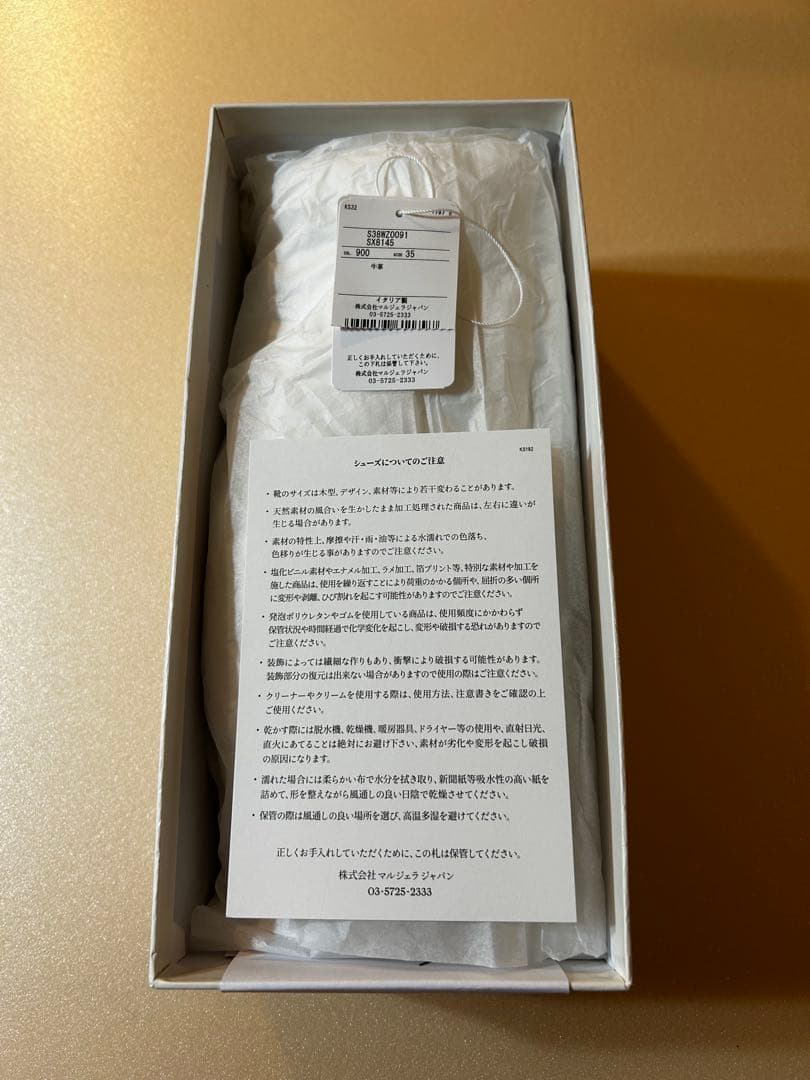 KS32
S38WZ0091
SX8145
COL. 900 SIZE 35
牛革
イタリア製
株式会社マルジェラジャパン
03-5725-2333
正しくお手入れしていただくために、
この下札は保管して下さい。
株式会社マルジェラジャパン
03-5725-2333
KS192
シューズについてのご注意
・靴のサイズは木型、デザイン、素材等により若干変わることがあります。
・天然素材の風合いを生かしたまま加工処理された商品は、左右に違いが
生じる場合があります。
・素材の特性上、摩擦や汗・雨・油等による水濡れでの色落ち、
色移りが生じる事がありますのでご注意ください。
・塩化ビニル素材やエナメル加工、ラメ加工、箔プリント等、特別な素材や加工を
施した商品は、使用を繰り返すことにより荷重のかかる個所や、屈折の多い個所
に変形や剥離、ひび割れを起こす可能性がありますのでご注意ください。
・発泡ポリウレタンやゴムを使用している商品は、使用頻度にかかわらず
保管状況や時間経過で化学変化を起こし、変形や破損する恐れがありますので
ご注意ください。
・装飾によっては繊細な作りもあり、衝撃により破損する可能性があります。
装飾部分の復元は出来ない場合がありますので使用の際はご注意ください。
・クリーナーやクリームを使用する際は、使用方法、注意書きをご確認の上
ご使用ください。
・乾かす際には脱水機、乾燥機、暖房器具、ドライヤー等の使用や、直射日光、
直火にあてることは絶対にお避け下さい、素材が劣化や変形を起こし破損
の原因になります。
・濡れた場合には柔らかい布で水分を拭き取り、新聞紙等吸水性の高い紙を
詰めて、形を整えながら風通しの良い日陰で乾燥させてください。
・保管の際は風通しの良い場所を選び、高温多湿を避けてください。
正しくお手入れしていただくために、この札は保管してください。
株式会社 マルジェラ ジャパン
03-5725-2333